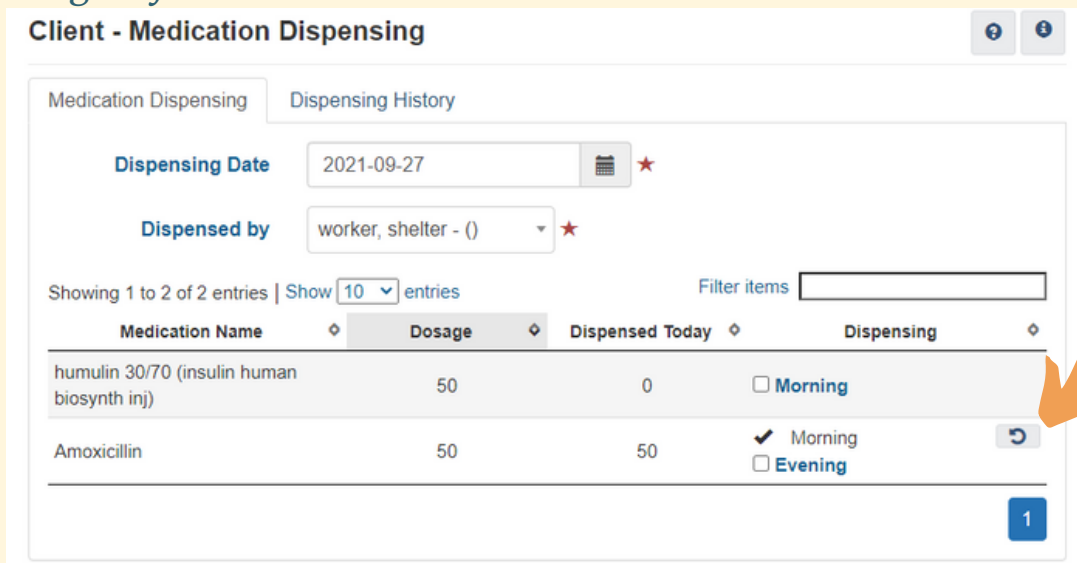 Client - Medication Dispensing
Medication Dispensing Dispensing History
Dispensing Date 2021-09-27
Dispensed by worker, shelter - ()
Showing 1 to 2 of 2 entries | Show 10 entries Filter items
Medication Name Dosage Dispensed Today Dispensing
humulin 30/70 (insulin human
biosynth inj) 50 0 Morning
Amoxicillin 50 50 Morning
Evening
1